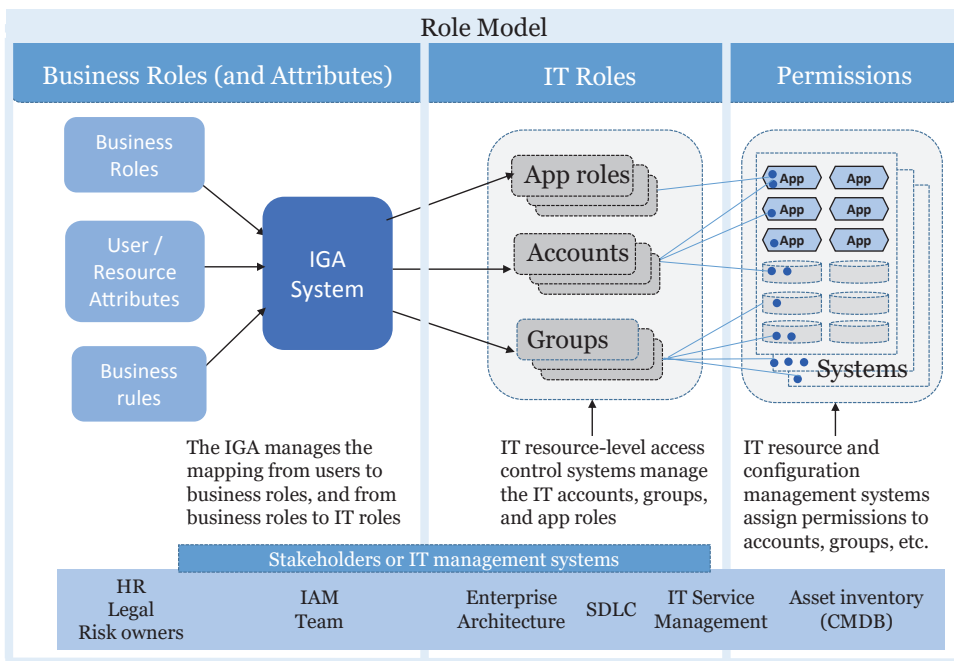 Role Model
Business Roles (and Attributes)
IT Roles
Permissions
Business
Roles
User /
Resource
Attributes
Business
rules
IGA
System
App roles
Accounts
Groups
App
App
App
App
App
App
Systems
The IGA manages the
mapping from users to
business roles, and from
business roles to IT roles
IT resource-level access
control systems manage
the IT accounts, groups,
and app roles
IT resource and
configuration
management systems
assign permissions to
accounts, groups, etc.
Stakeholders or IT management systems
HR
Legal
Risk owners
IAM
Team
Enterprise
Architecture
SDLC
IT Service
Management
Asset inventory
(CMDB)